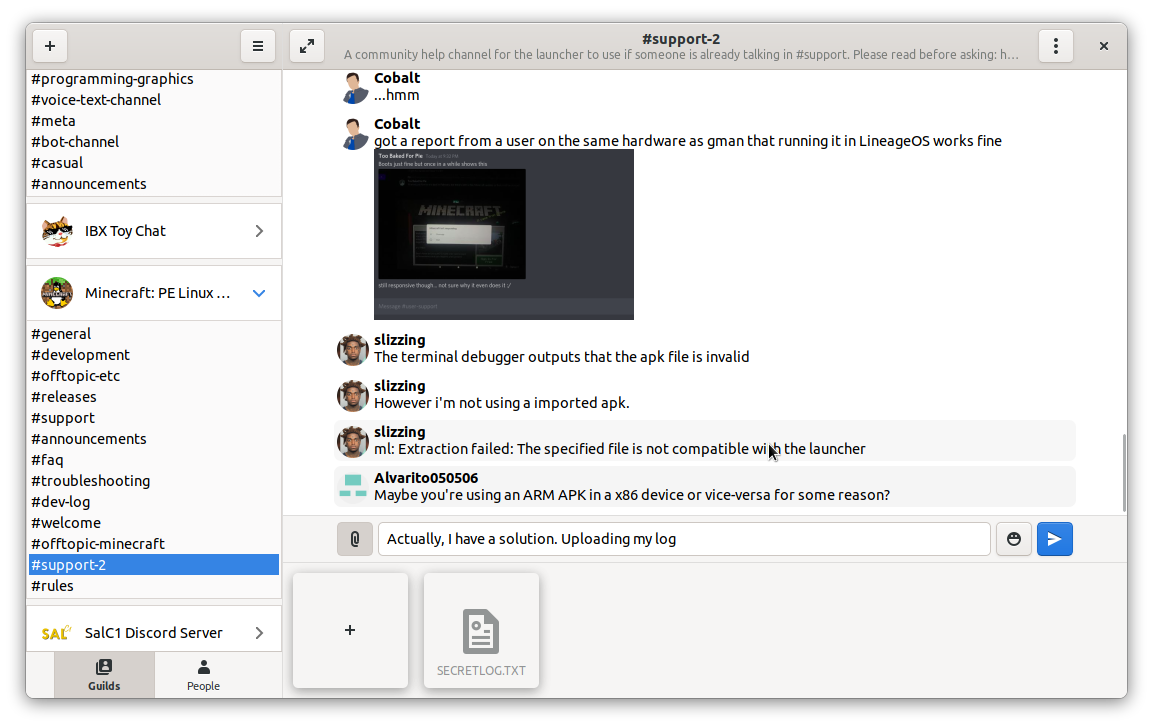 #support-2
A community help channel for the launcher to use if someone is already talking in #support. Please read before asking: h...
#programming-graphics
#voice-text-channel
#meta
#bot-channel
#casual
#announcements
IBX Toy Chat
Minecraft: PE Linux ...
#general
#development
#offtopic-etc
#releases
#support
#announcements
#faq
#troubleshooting
#dev-log
#welcome
#offtopic-minecraft
#support-2
#rules
SAL
SalC1 Discord Server
Guilds
People
Cobalt
...hmm
Cobalt
got a report from a user on the same hardware as gman that running it in LineageOS works fine
Too Baked For Pie
Boots just fine but once in a while shows this
MINECRAFT
still responsive though... not sure why it even does it :/
slizzing
The terminal debugger outputs that the apk file is invalid
slizzing
However i'm not using a imported apk.
slizzing
ml: Extraction failed: The specified file is not compatible with the launcher
Alvarito050506
Maybe you're using an ARM APK in a x86 device or vice-versa for some reason?
Actually, I have a solution. Uploading my log
SECRETLOG.TXT